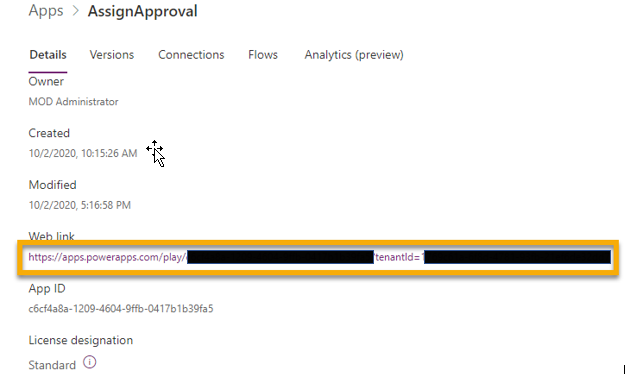 Apps > AssignApproval
Details Versions Connections Flows Analytics (preview)
Owner
MOD Administrator
Created
10/2/2020, 10:15:26 AM
Modified
10/2/2020, 5:16:58 PM
Web link
https://apps.powerapps.com/play/ ?tenantId=
App ID
c6cf4a8a-1209-4604-9ffb-0417b1b39fa5
License designation
Standard